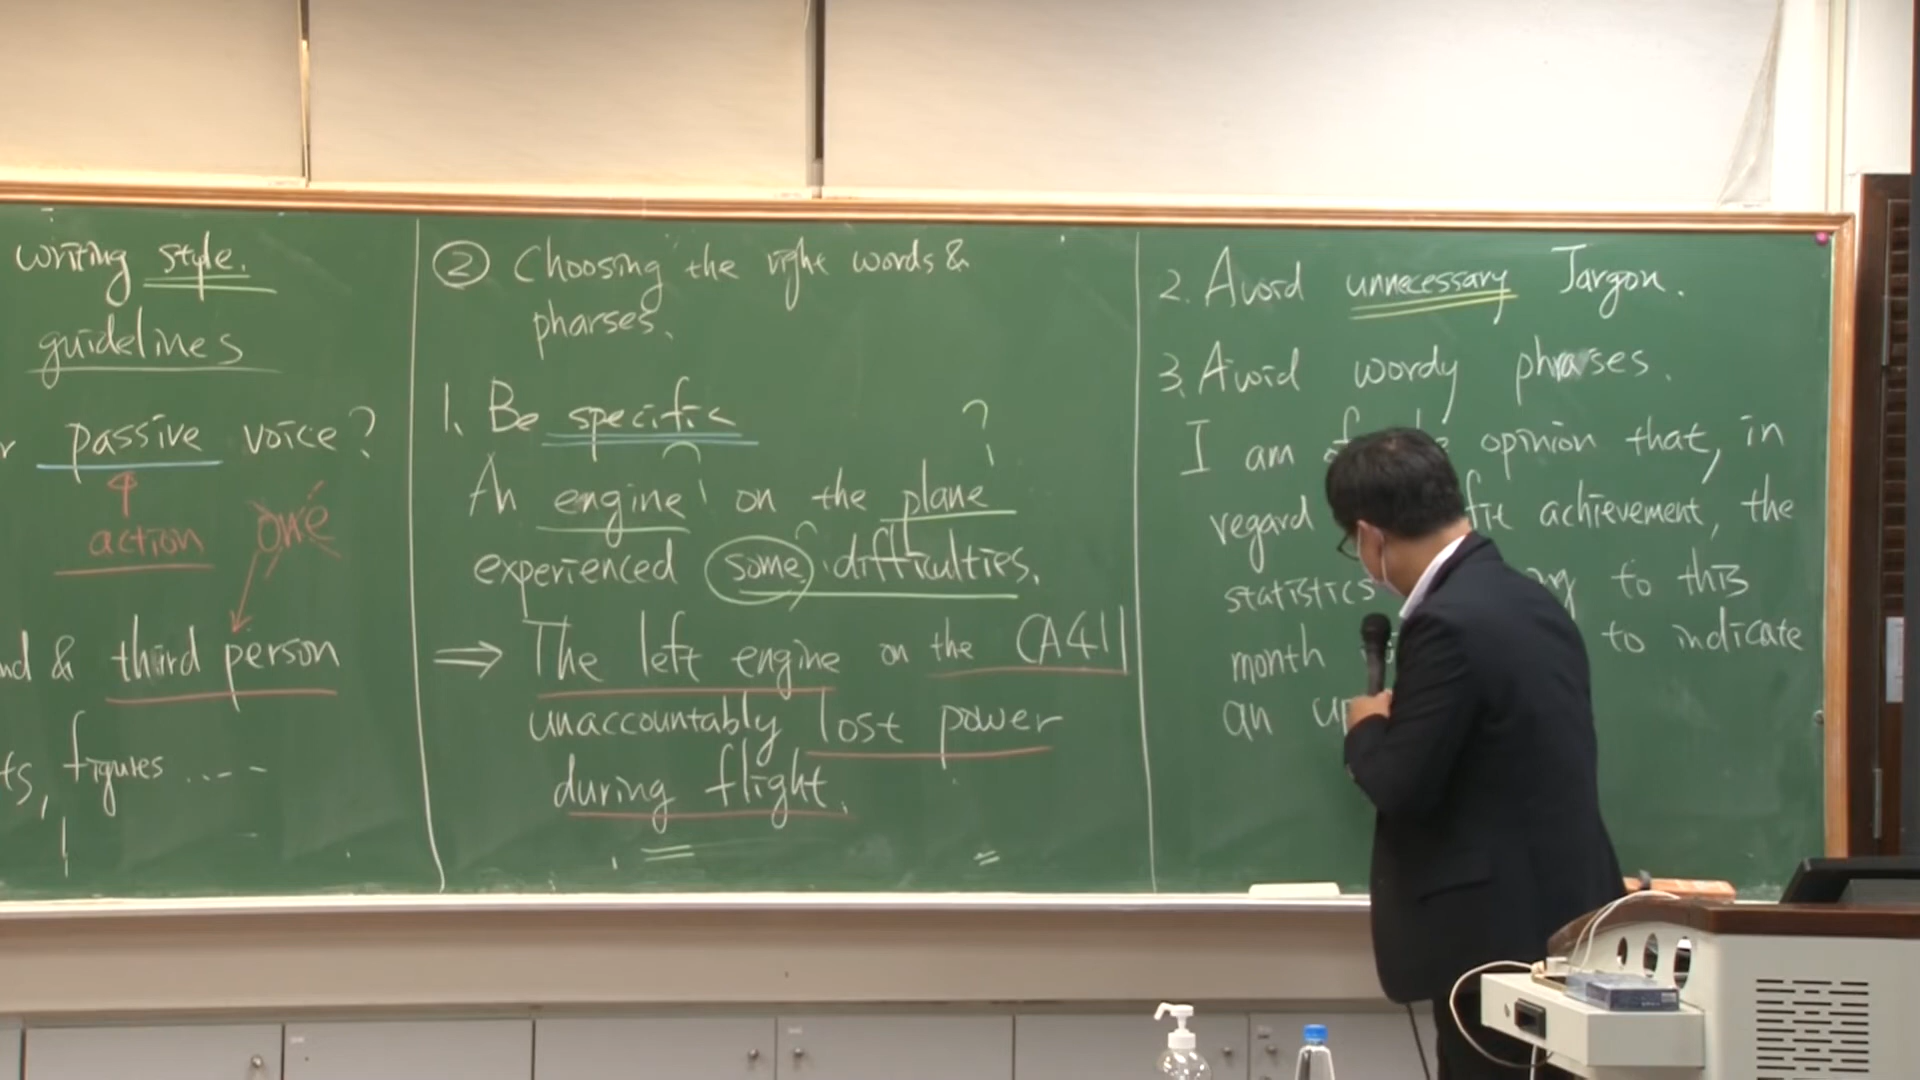 writing style.
guidelines
passive voice?
action one
& third person
figures ....
② Choosing the right words &
pharses.
1. Be specific
?
An engine on the plane
experienced some difficulties.
⇒ The left engine on the CA411
unaccountably lost power
during flight.
2. Avoid unnecessary Jargon.
3. Avoid wordy phrases.
I am opinion that, in
regard achievement, the
statistics to this
month to indicate
an